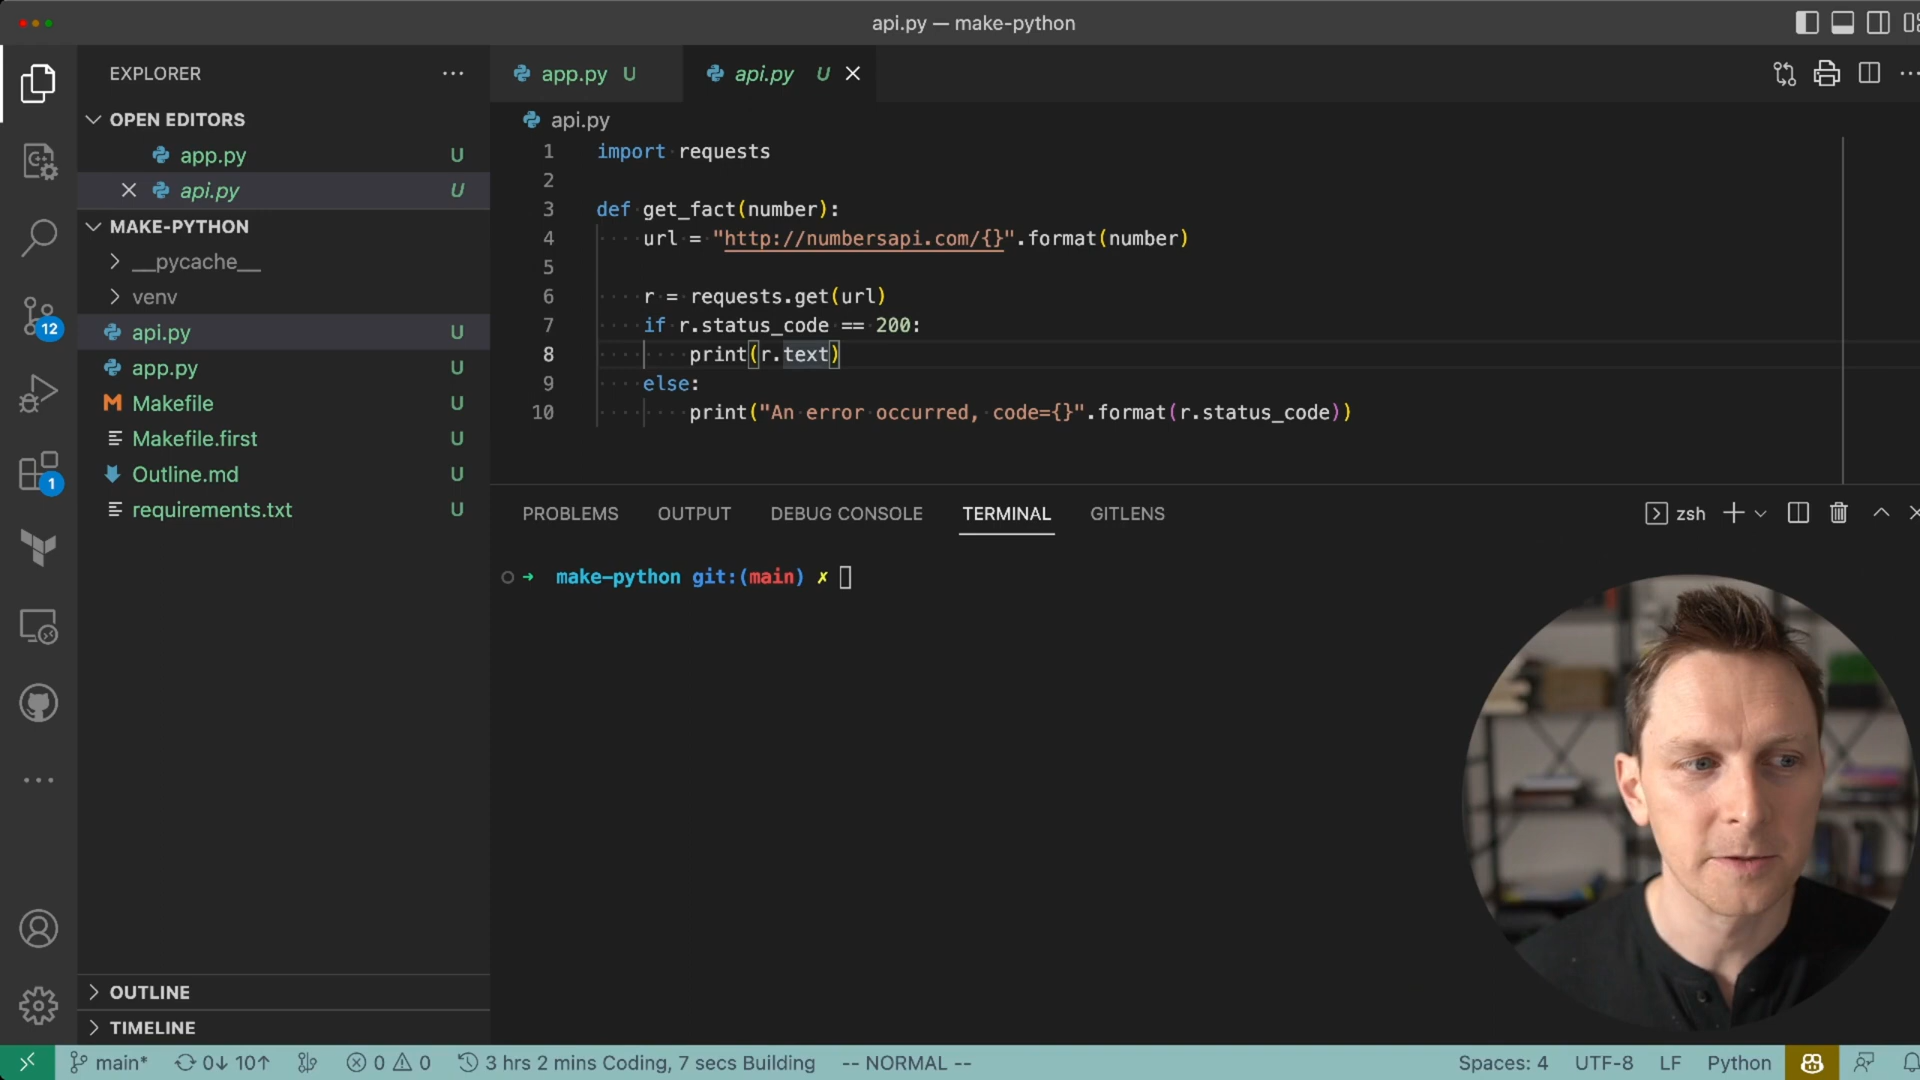 api.py — make-python
EXPLORER
OPEN EDITORS
app.py U
api.py U
MAKE-PYTHON
__pycache__
venv
api.py U
app.py U
Makefile U
Makefile.first U
Outline.md U
requirements.txt U
OUTLINE
TIMELINE
12
1
app.py U
api.py U
api.py
1 import requests
2
3 def get_fact(number):
4 url = "http://numbersapi.com/{}".format(number)
5
6 r = requests.get(url)
7 if r.status_code == 200:
8 print(r.text)
9 else:
10 print("An error occurred, code={}".format(r.status_code))
PROBLEMS OUTPUT DEBUG CONSOLE TERMINAL GITLENS
zsh
make-python git:(main) ✗
main* 0↓ 10↑ 0 0 3 hrs 2 mins Coding, 7 secs Building -- NORMAL -- Spaces: 4 UTF-8 LF Python